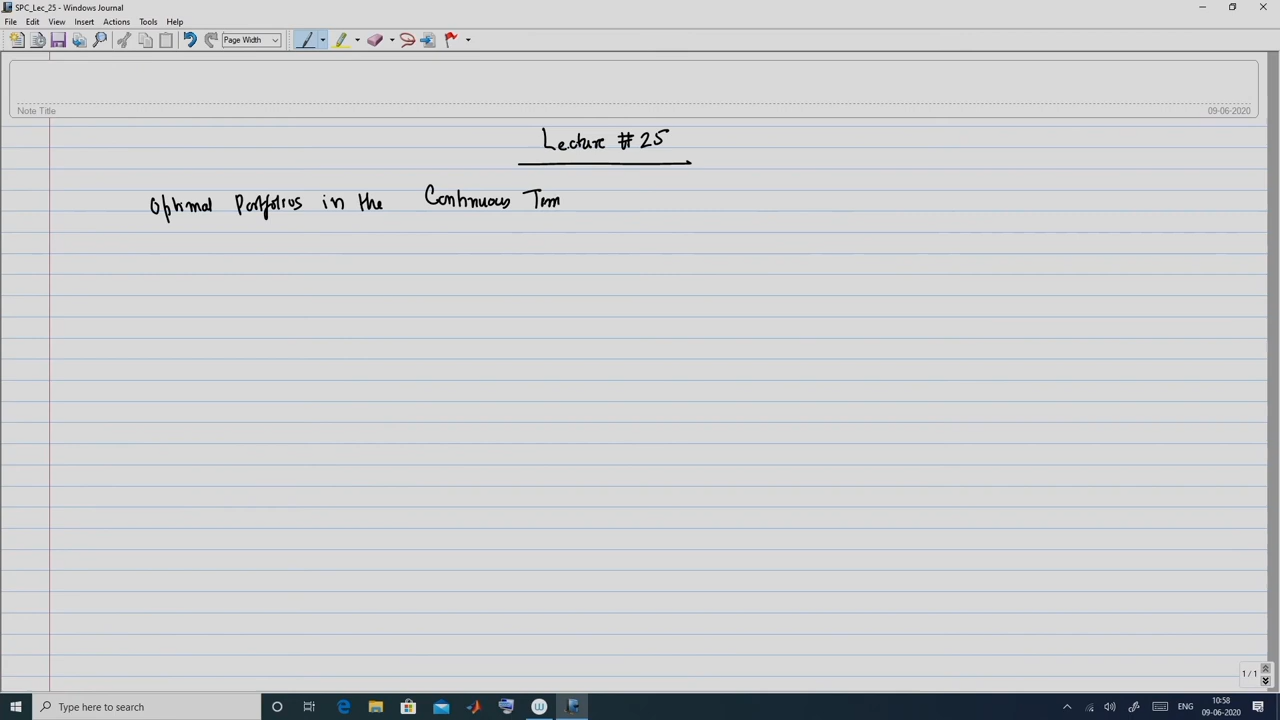 SPC_Lec_25 - Windows Journal
File Edit View Insert Actions Tools Help
Page Width
Note Title
09-06-2020
Lecture # 25
Optimal Portfolios in the Continuous Tim
1 / 1
Type here to search
ENG
10:58
09-06-2020